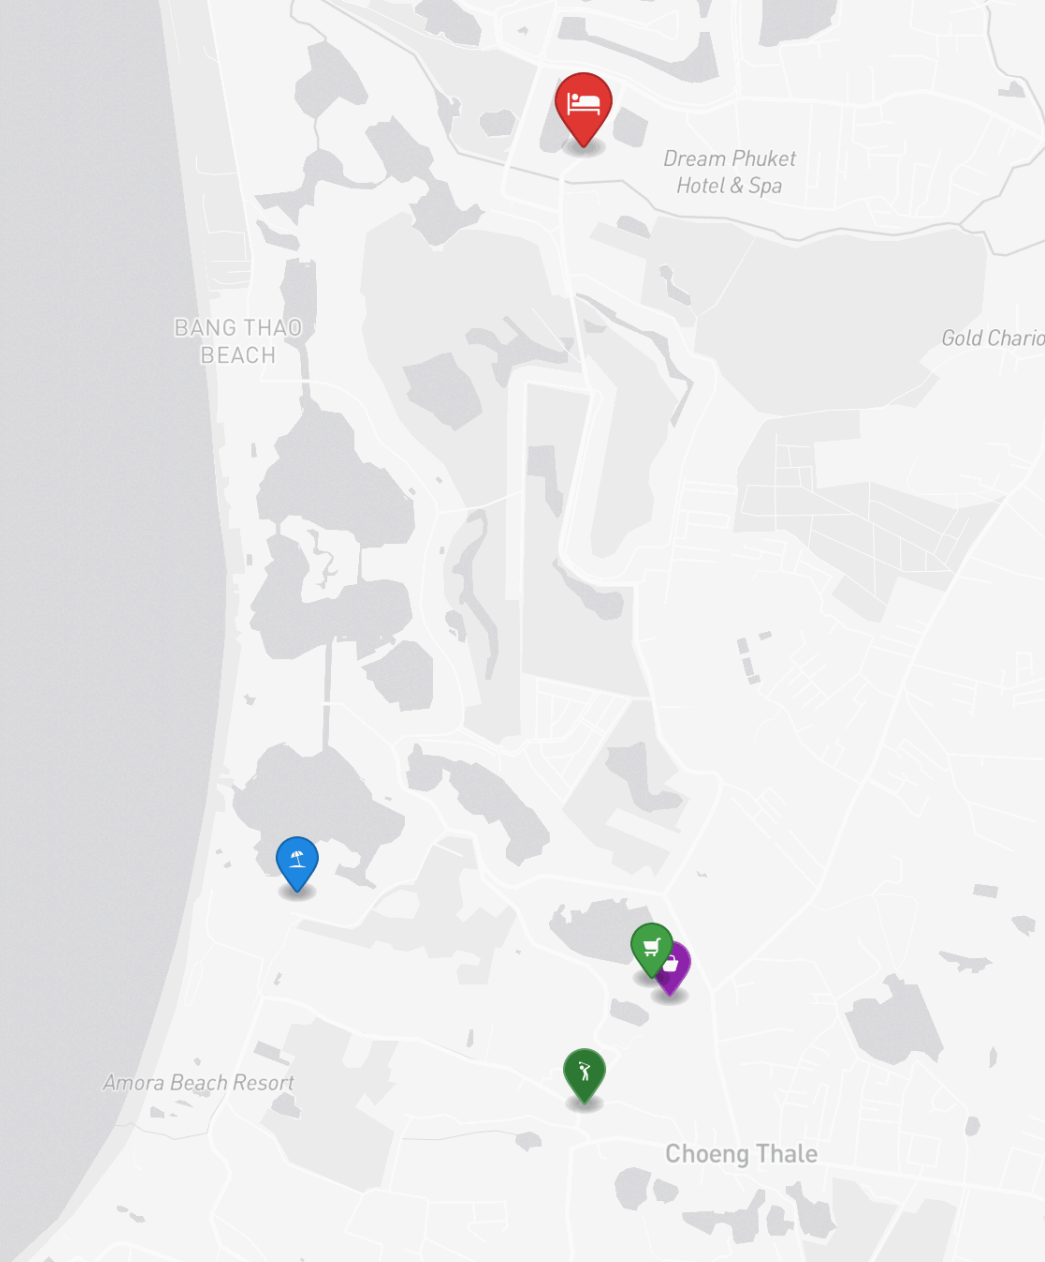 Dream Phuket
Hotel & Spa
BANG THAO
BEACH
Gold Chario
Amora Beach Resort
Choeng Thale